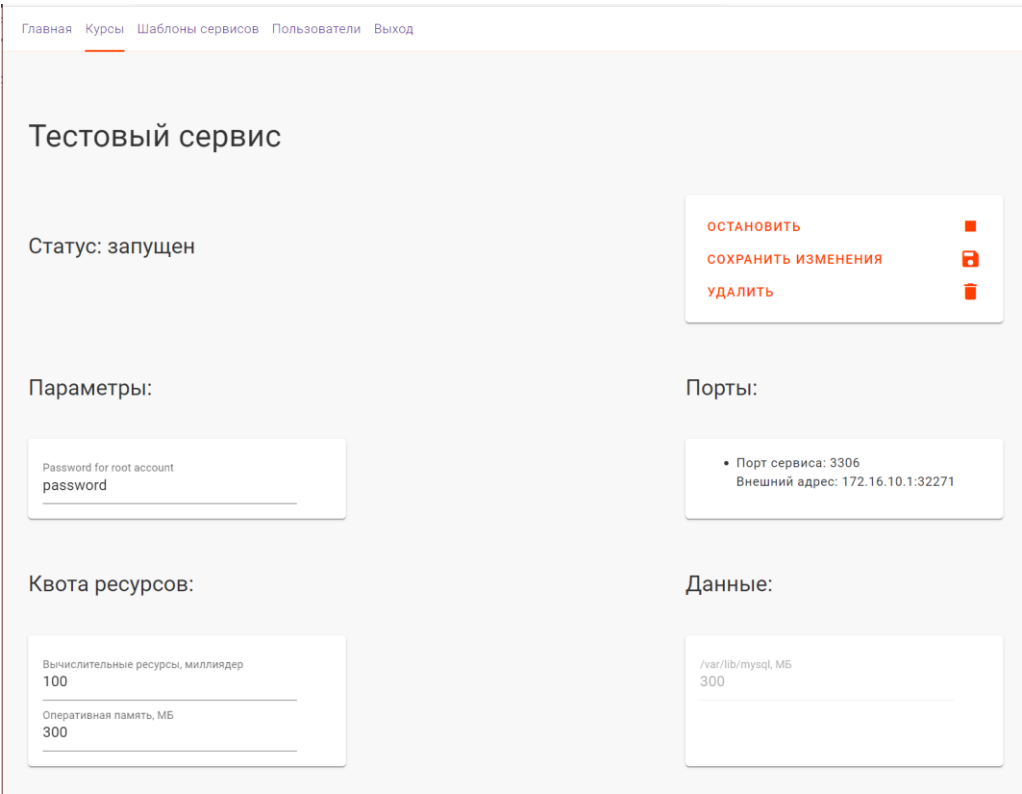 Главная Курсы Шаблоны сервисов Пользователи Выход
Тестовый сервис
Статус: запущен
ОСТАНОВИТЬ
СОХРАНИТЬ ИЗМЕНЕНИЯ
УДАЛИТЬ
Параметры:
Password for root account
password
Порты:
• Порт сервиса: 3306
Внешний адрес: 172.16.10.1:32271
Квота ресурсов:
Вычислительные ресурсы, миллиядер
100
Оперативная память, МБ
300
Данные:
/var/lib/mysql, МБ
300